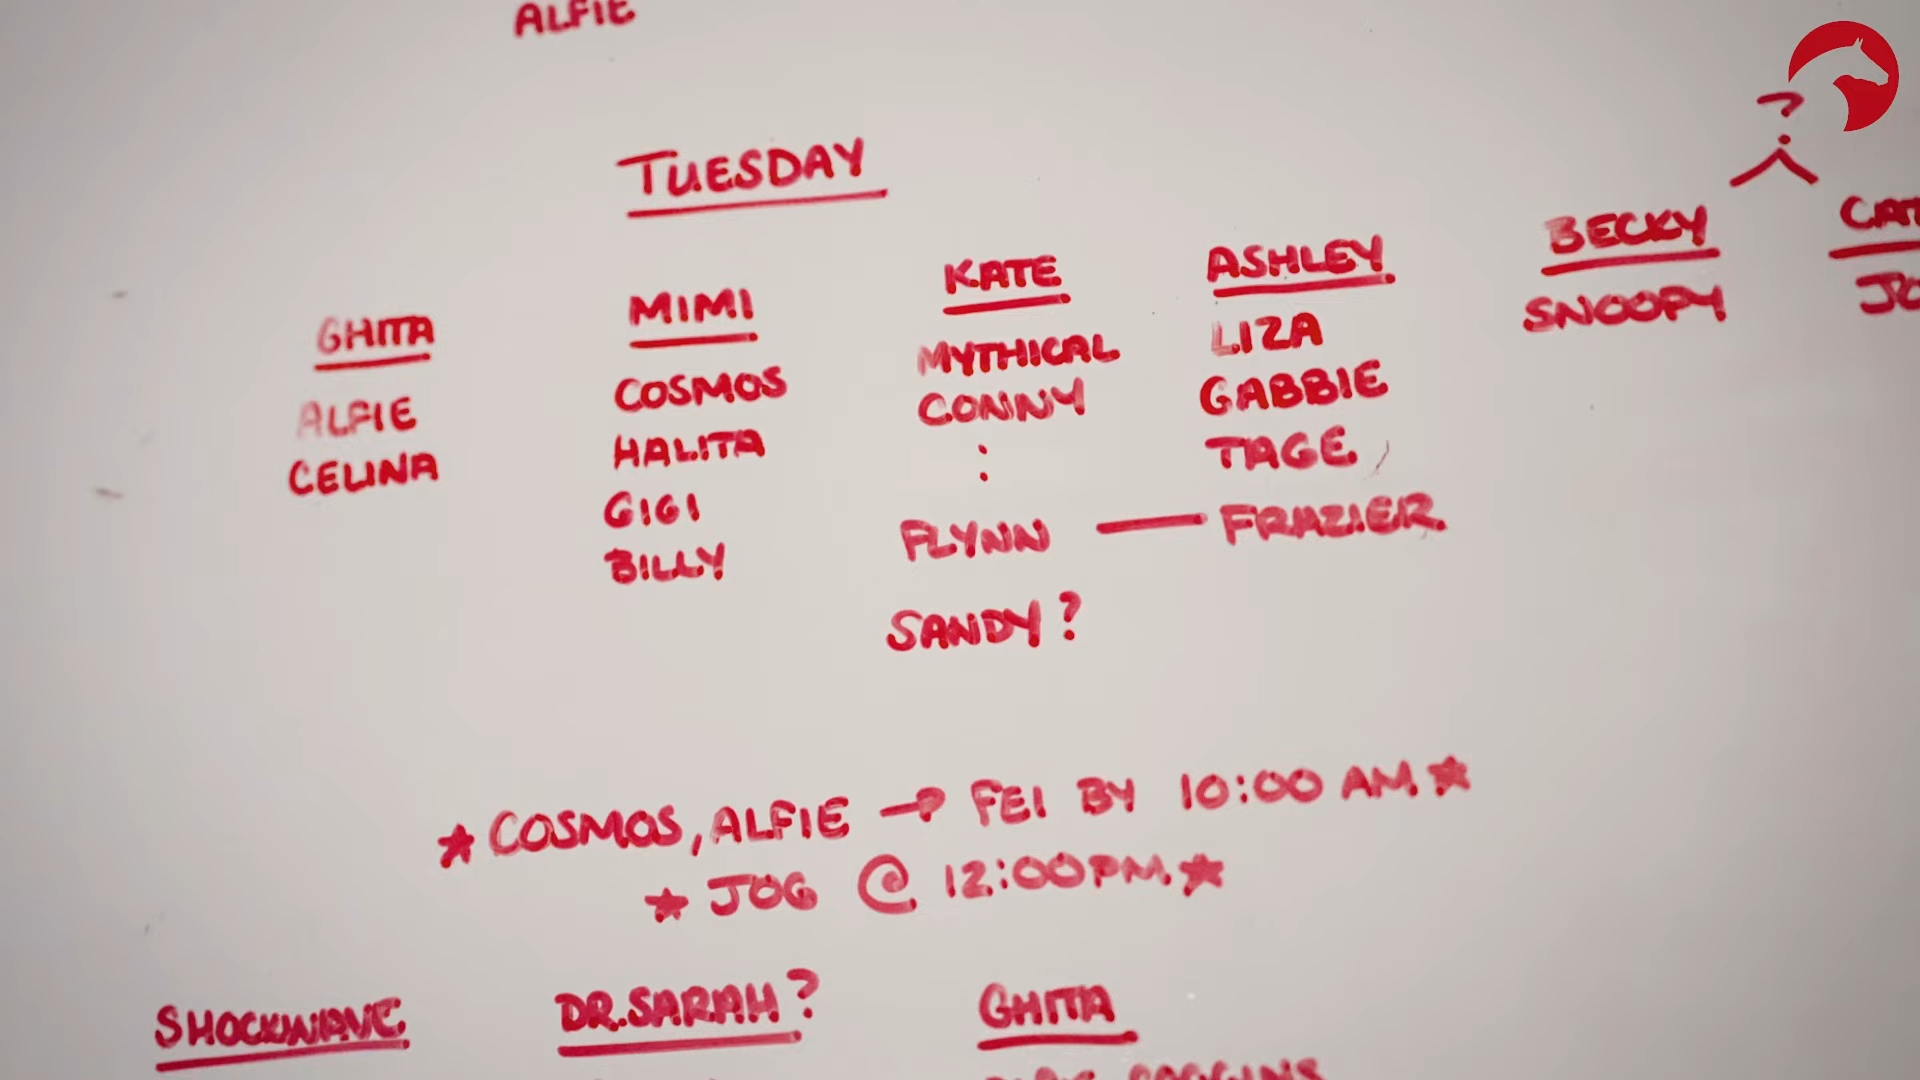 ALFIE
TUESDAY
GHITA MIMI KATE ASHLEY BECKY
ALFIE COSMOS MYTHICAL LIZA SNOOPY
CELINA HALITA CONNY GABBIE
GIGI : TAGE
BILLY FLYNN — FRAZIER
SANDY?
★ COSMOS, ALFIE → FEI BY 10:00 AM ★
★ JOG @ 12:00PM ★
SHOCKWAVE DR. SARAH? GHITA